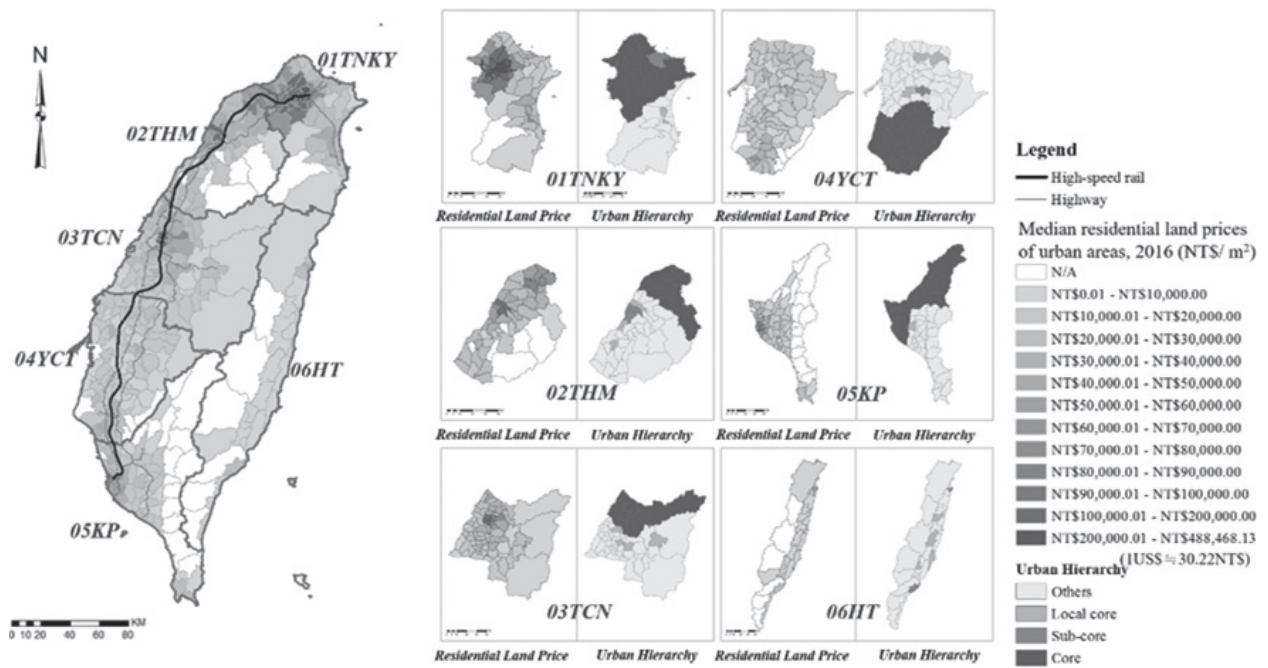 N
01TNKY
02THM
03TCN
04YCT
06HT
05KP
0 10 20 40 60 80 KM
01TNKY
Residential Land Price
Urban Hierarchy
04YCT
Residential Land Price
Urban Hierarchy
02THM
Residential Land Price
Urban Hierarchy
05KP
Residential Land Price
Urban Hierarchy
03TCN
Residential Land Price
Urban Hierarchy
06HT
Residential Land Price
Urban Hierarchy
Legend
High-speed rail
Highway
Median residential land prices
of urban areas, 2016 (NT$/ m²)
N/A
NT$0.01 - NT$10,000.00
NT$10,000.01 - NT$20,000.00
NT$20,000.01 - NT$30,000.00
NT$30,000.01 - NT$40,000.00
NT$40,000.01 - NT$50,000.00
NT$50,000.01 - NT$60,000.00
NT$60,000.01 - NT$70,000.00
NT$70,000.01 - NT$80,000.00
NT$80,000.01 - NT$90,000.00
NT$90,000.01 - NT$100,000.00
NT$100,000.01 - NT$200,000.00
NT$200,000.01 - NT$488,468.13
(1US$≒30.22NT$)
Urban Hierarchy
Others
Local core
Sub-core
Core